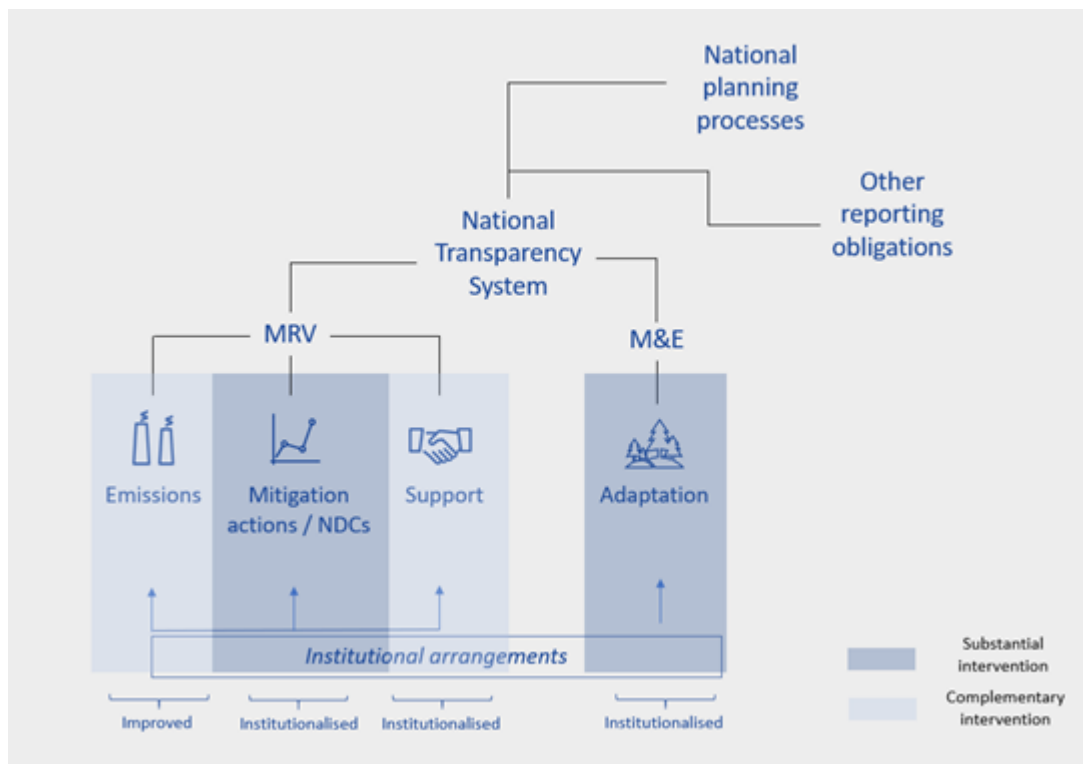 National
planning
processes
Other
reporting
obligations
National
Transparency
System
MRV
M&E
Emissions
Mitigation
actions / NDCs
Support
Adaptation
Institutional arrangements
Substantial
intervention
Complementary
intervention
Improved
Institutionalised
Institutionalised
Institutionalised